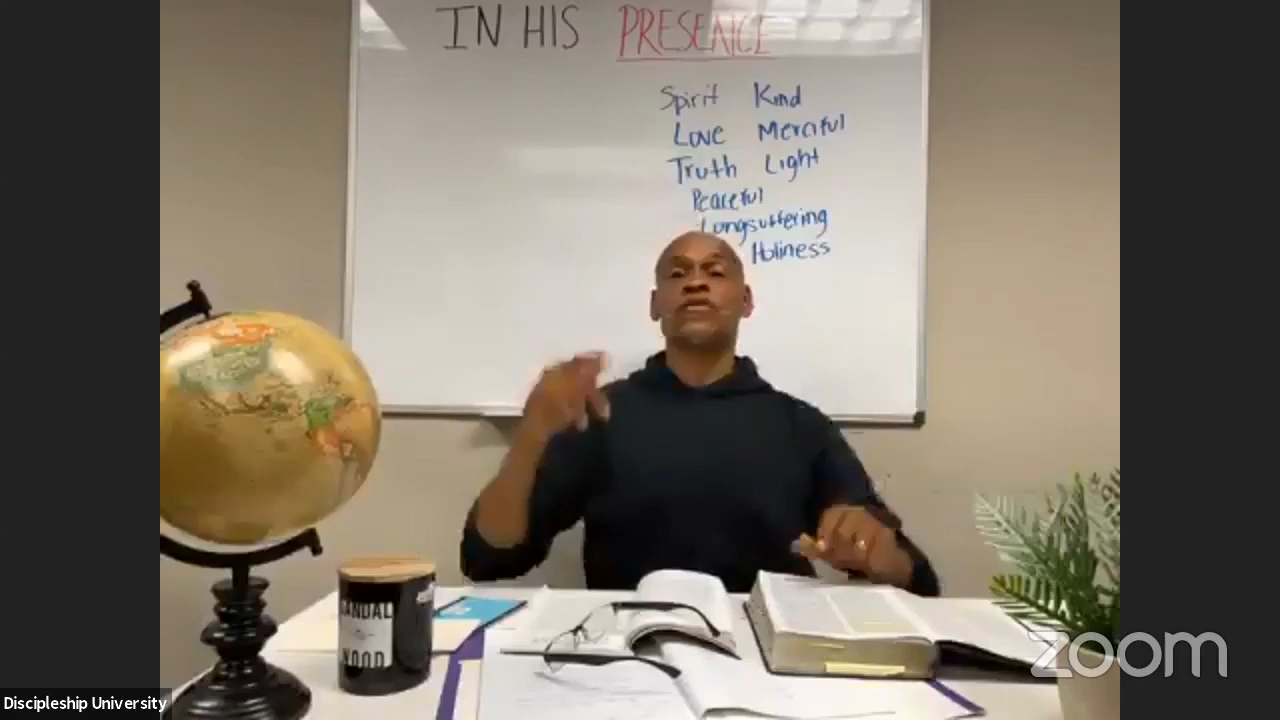 IN HIS PRESENCE
Spirit Kind
Love Merciful
Truth Light
Peaceful
Longsuffering
Holiness
SANDAL
WOOD
zoom
Discipleship University